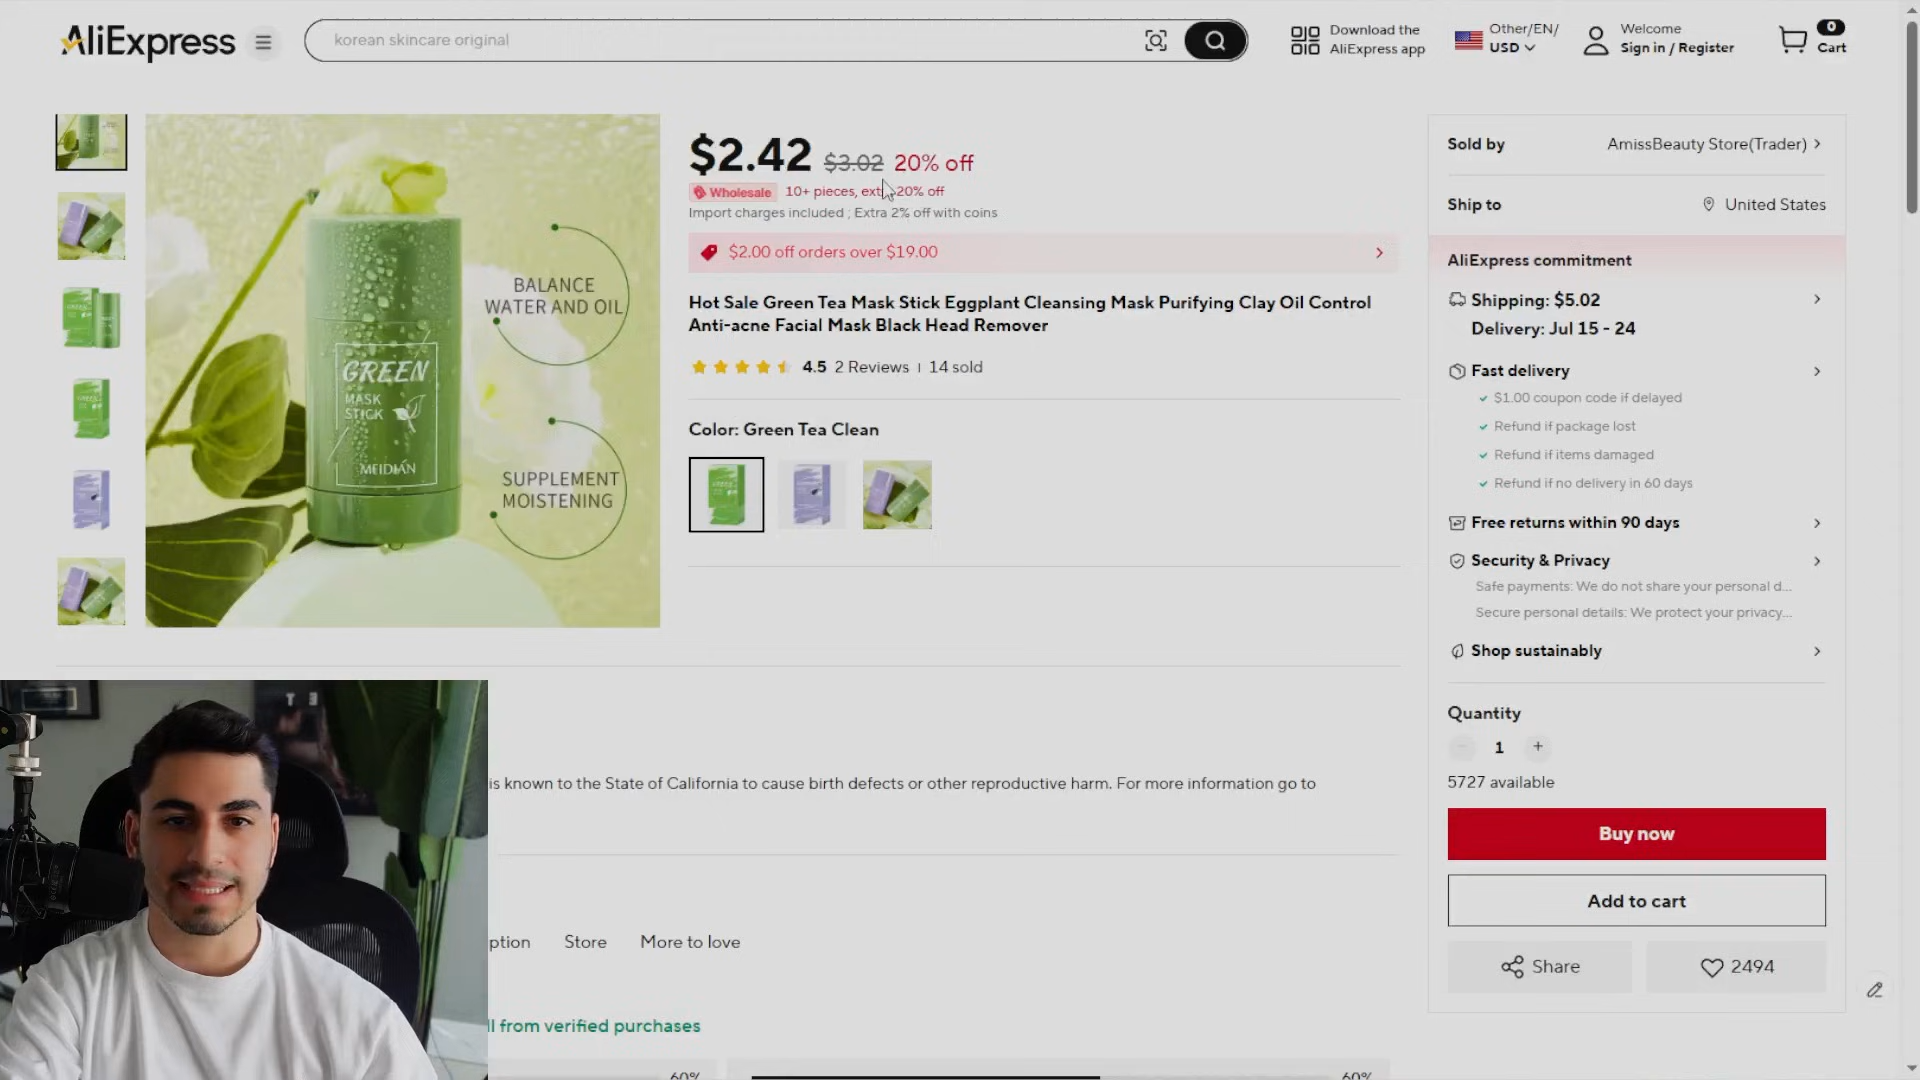 AliExpress
korean skincare original
Download the
AliExpress app
Other/EN/
USD
Welcome
Sign in / Register
0
Cart
BALANCE
WATER AND OIL
GREEN
MASK
STICK
MEIDIAN
SUPPLEMENT
MOISTENING
$2.42 $3.02 20% off
Wholesale 10+ pieces, extra 20% off
Import charges included ; Extra 2% off with coins
$2.00 off orders over $19.00
Hot Sale Green Tea Mask Stick Eggplant Cleansing Mask Purifying Clay Oil Control
Anti-acne Facial Mask Black Head Remover
4.5 2 Reviews | 14 sold
Color: Green Tea Clean
is known to the State of California to cause birth defects or other reproductive harm. For more information go to
ption Store More to love
ll from verified purchases
60% 60%
Sold by AmissBeauty Store(Trader)
Ship to United States
AliExpress commitment
Shipping: $5.02
Delivery: Jul 15 - 24
Fast delivery
$1.00 coupon code if delayed
Refund if package lost
Refund if items damaged
Refund if no delivery in 60 days
Free returns within 90 days
Security & Privacy
Safe payments: We do not share your personal d...
Secure personal details: We protect your privacy...
Shop sustainably
Quantity
1 +
5727 available
Buy now
Add to cart
Share 2494